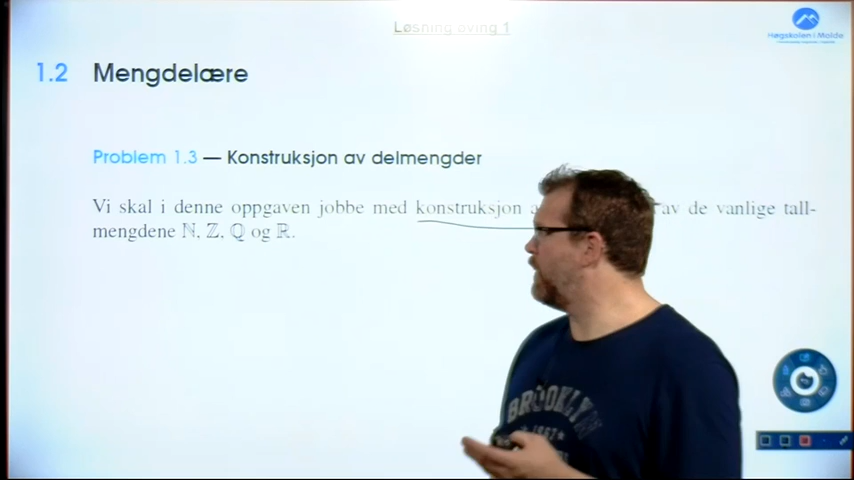 Løsning øving 1
Høgskolen i Molde
1.2 Mengdelære
Problem 1.3 — Konstruksjon av delmengder
Vi skal i denne oppgaven jobbe med konstruksjon av de vanlige tall-
mengdene ℕ, ℤ, ℚ og ℝ.
BROOKLYN
1967